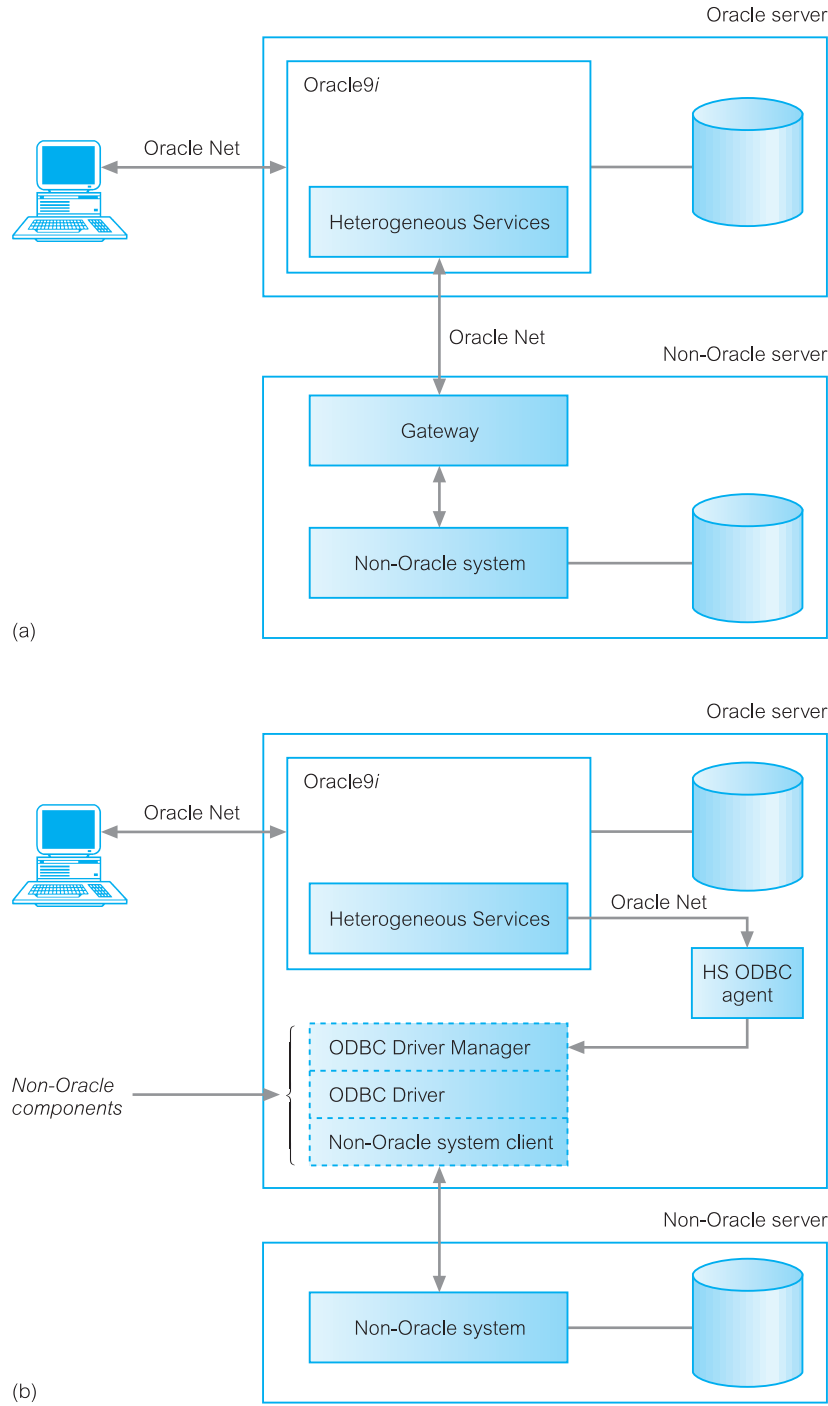 Oracle server
Oracle9i
Oracle Net
Heterogeneous Services
Oracle Net
Non-Oracle server
Gateway
Non-Oracle system
(a)
Oracle server
Oracle9i
Oracle Net
Heterogeneous Services
Oracle Net
HS ODBC
agent
ODBC Driver Manager
Non-Oracle
components
ODBC Driver
Non-Oracle system client
Non-Oracle server
Non-Oracle system
(b)